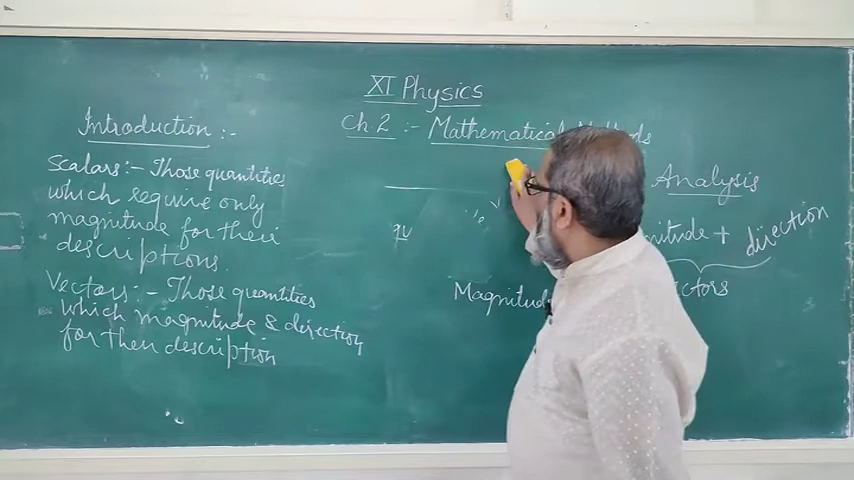 XI Physics
Ch 2 :- Mathematical Methods
Introduction :-
Scalars :- Those quantities
which require only
magnitude for their
descriptions.
Vectors :- Those quantities
which magnitude & direction
for their description
Analysis
+ direction
Magnitude